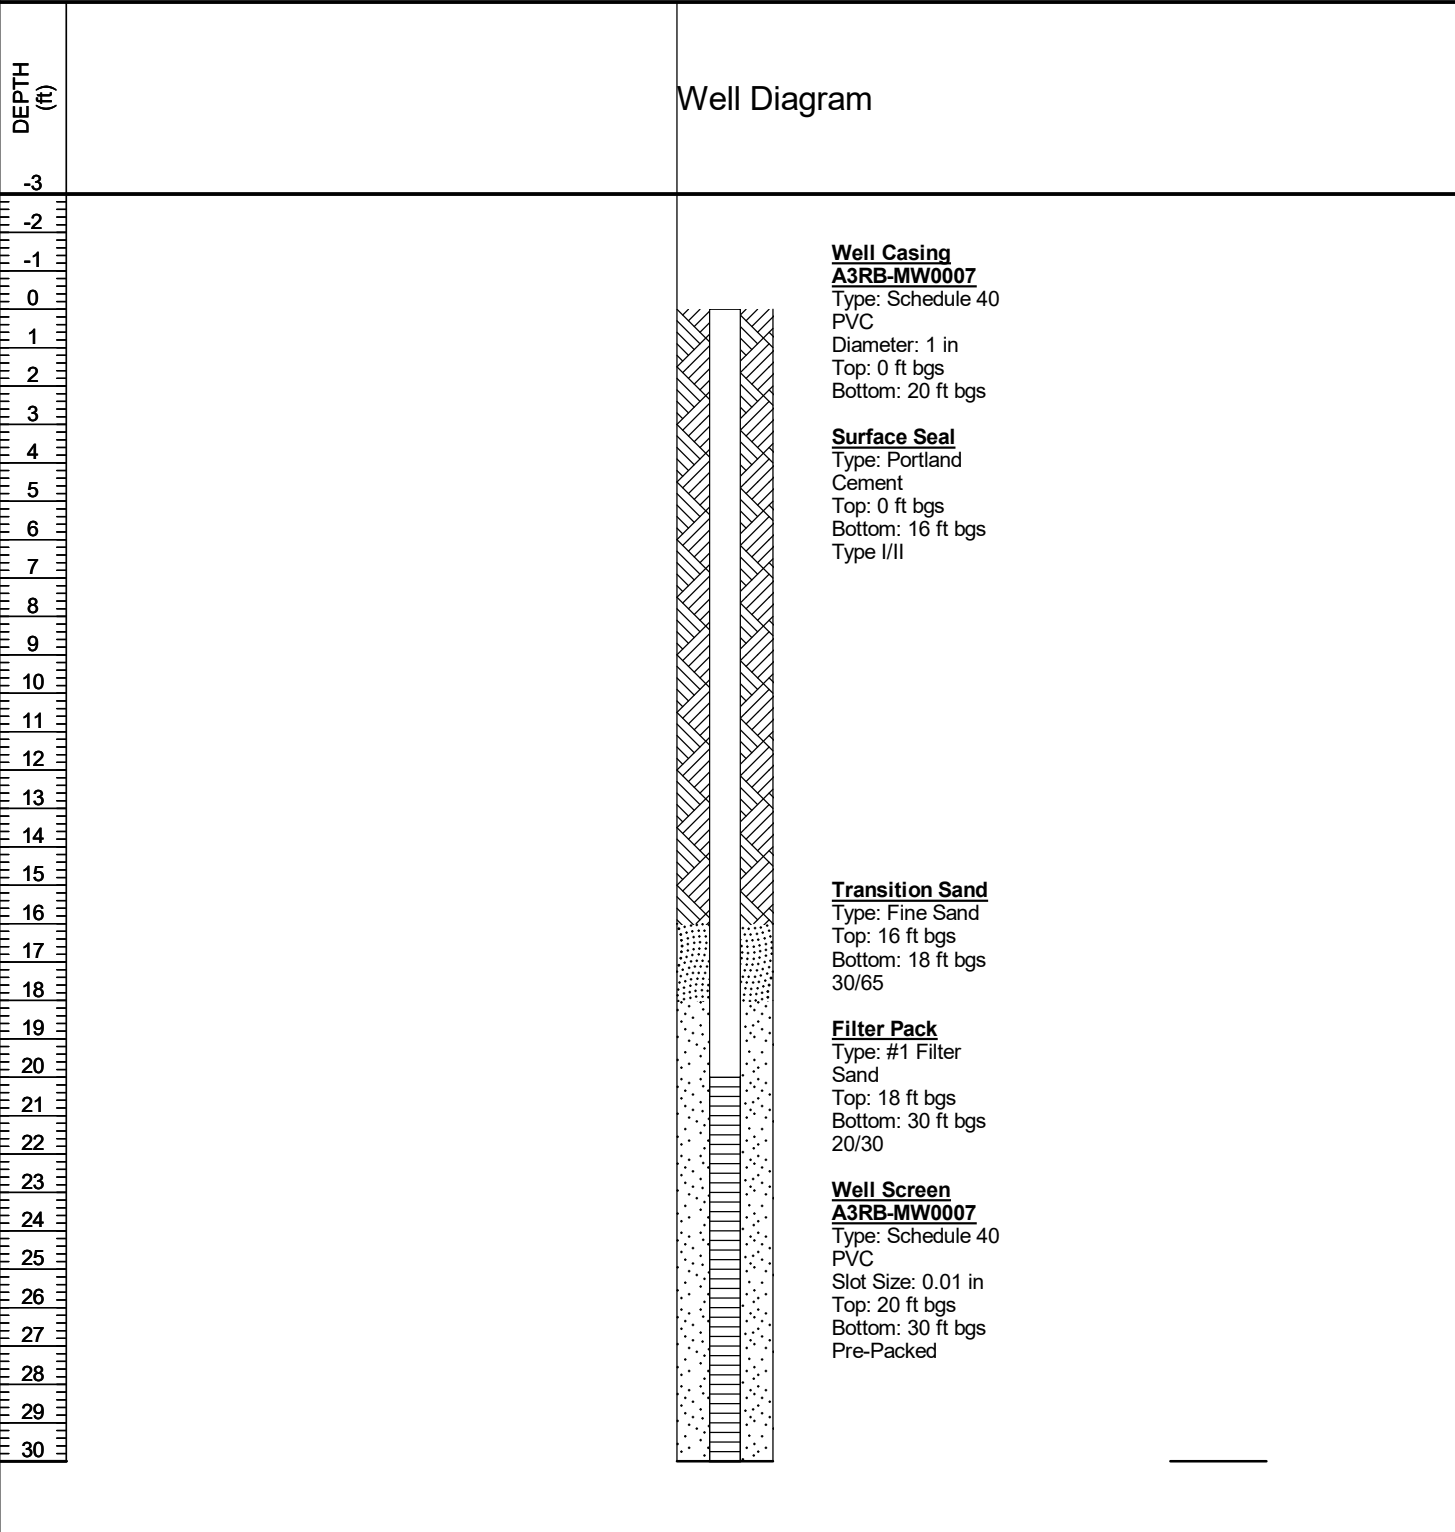 DEPTH
(ft)
Well Diagram
-3
-2
-1
0
1
2
3
4
5
6
7
8
9
10
11
12
13
14
15
16
17
18
19
20
21
22
23
24
25
26
27
28
29
30
Well Casing
A3RB-MW0007
Type: Schedule 40
PVC
Diameter: 1 in
Top: 0 ft bgs
Bottom: 20 ft bgs
Surface Seal
Type: Portland
Cement
Top: 0 ft bgs
Bottom: 16 ft bgs
Type I/II
Transition Sand
Type: Fine Sand
Top: 16 ft bgs
Bottom: 18 ft bgs
30/65
Filter Pack
Type: #1 Filter
Sand
Top: 18 ft bgs
Bottom: 30 ft bgs
20/30
Well Screen
A3RB-MW0007
Type: Schedule 40
PVC
Slot Size: 0.01 in
Top: 20 ft bgs
Bottom: 30 ft bgs
Pre-Packed